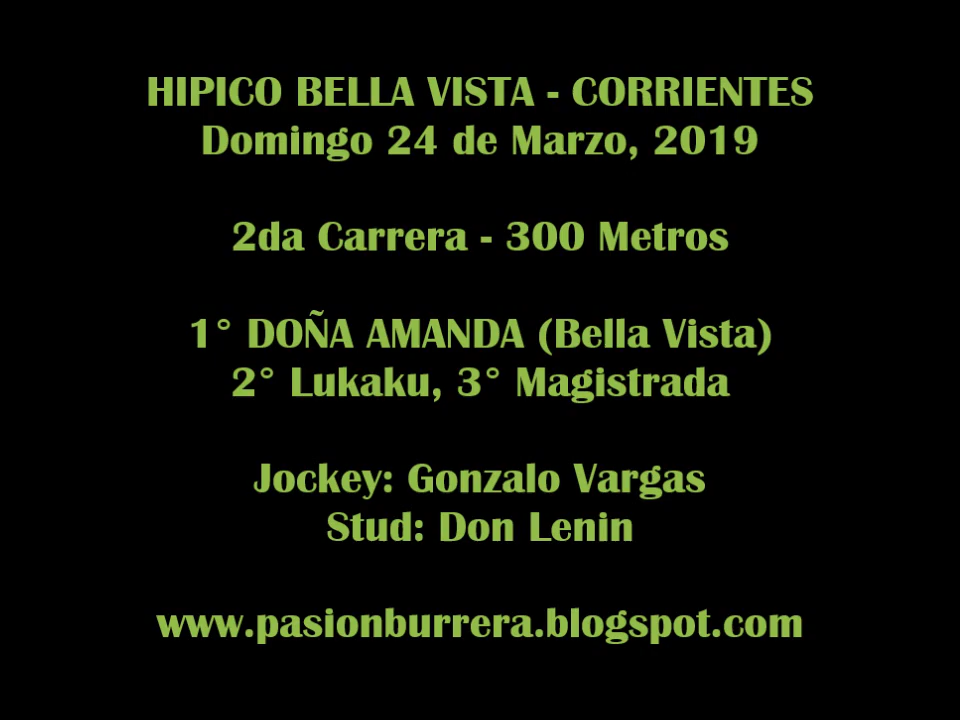 HIPICO BELLA VISTA - CORRIENTES
Domingo 24 de Marzo, 2019
2da Carrera - 300 Metros
1° DOÑA AMANDA (Bella Vista)
2° Lukaku, 3° Magistrada
Jockey: Gonzalo Vargas
Stud: Don Lenin
www.pasionburrera.blogspot.com